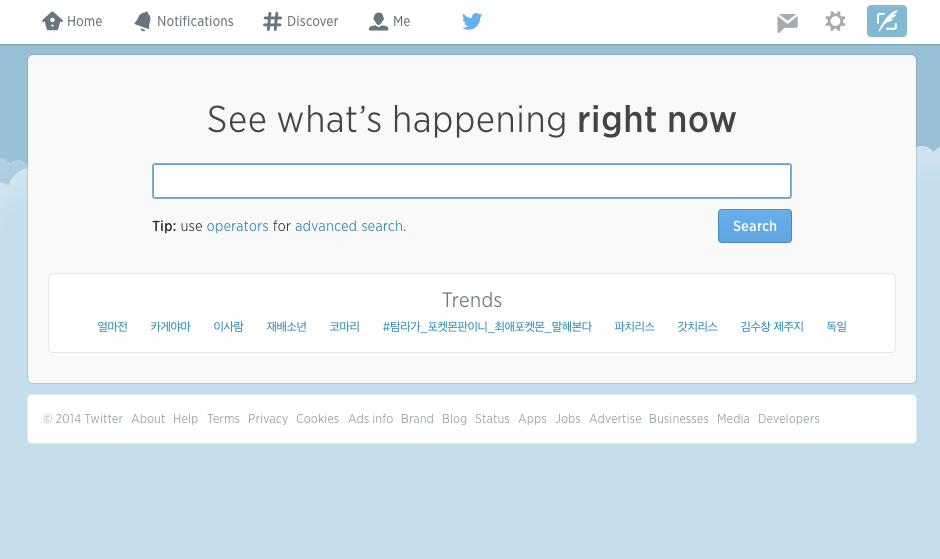 Home Notifications Discover Me
See what's happening right now
Tip: use operators for advanced search.
Search
Trends
얼마전 카게야마 이사람 재배소년 코마리 #탐라가_포켓몬판이니_최애포켓몬_말해본다 파치리스 갓치리스 김수창 제주지 독일
© 2014 Twitter About Help Terms Privacy Cookies Ads info Brand Blog Status Apps Jobs Advertise Businesses Media Developers